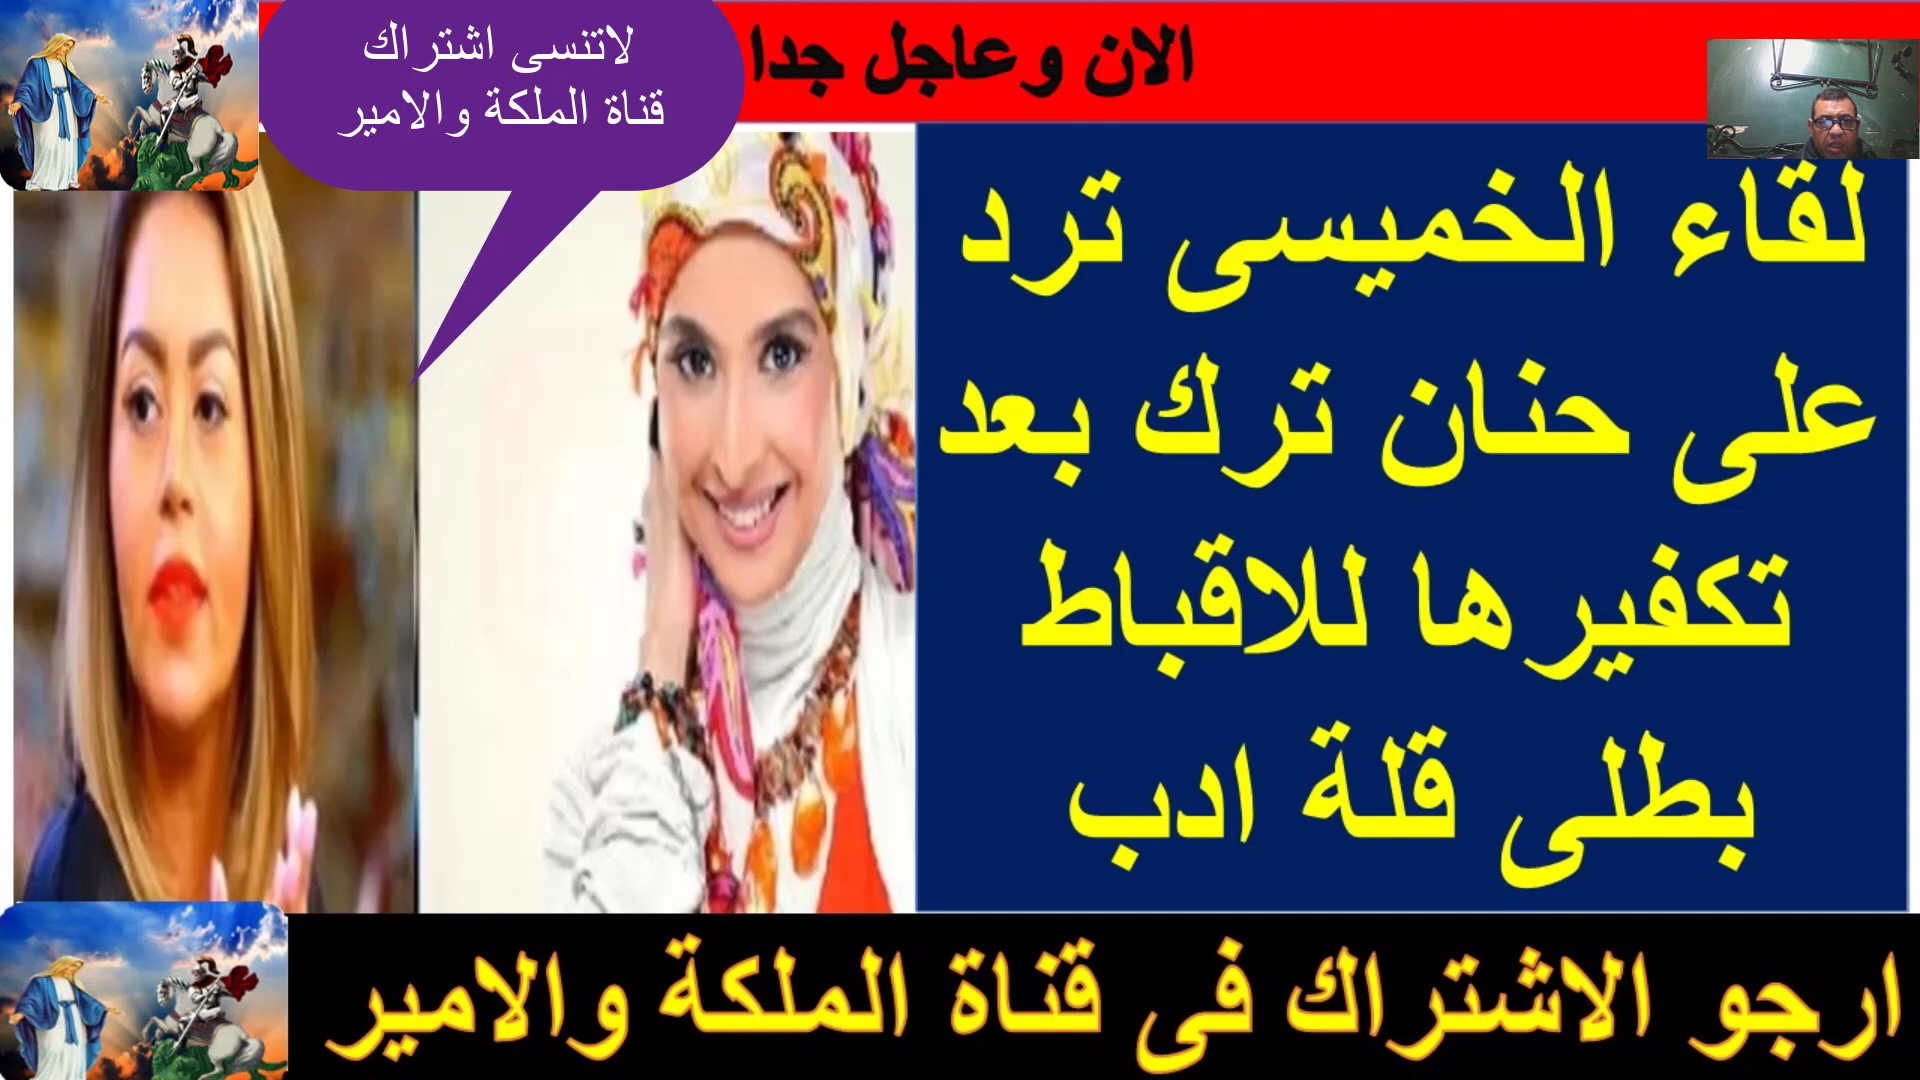 الان وعاجل جدا
لاتنسى اشتراك
قناة الملكة والامير
لقاء الخميسى ترد
على حنان ترك بعد
تكفيرها للاقباط
بطلى قلة ادب
ارجو الاشتراك فى قناة الملكة والامير